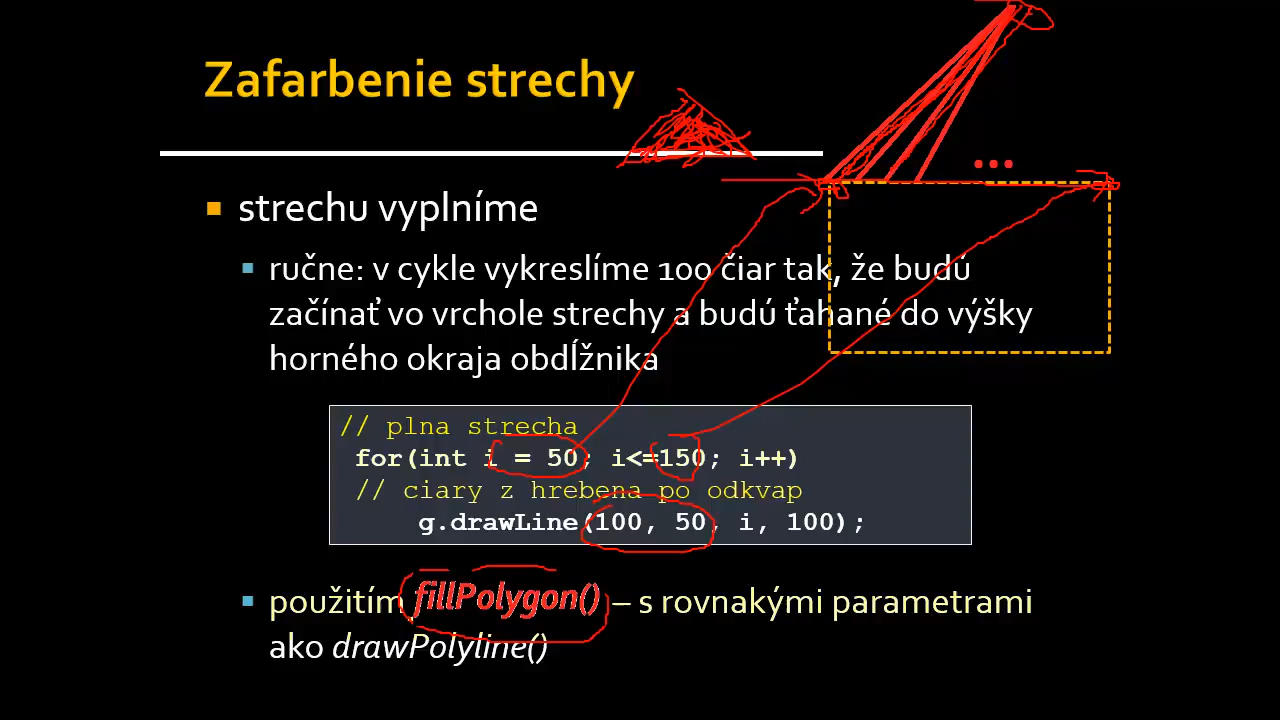 Zafarbenie strechy
strechu vyplníme
ručne: v cykle vykreslíme 100 čiar tak, že budú
začínať vo vrchole strechy a budú ťahané do výšky
horného okraja obdĺžnika
// plna strecha
for(int i = 50; i<=150; i++)
// ciary z hrebena po odkvap
g.drawLine(100, 50, i, 100);
použitím fillPolygon() – s rovnakými parametrami
ako drawPolyline()
...